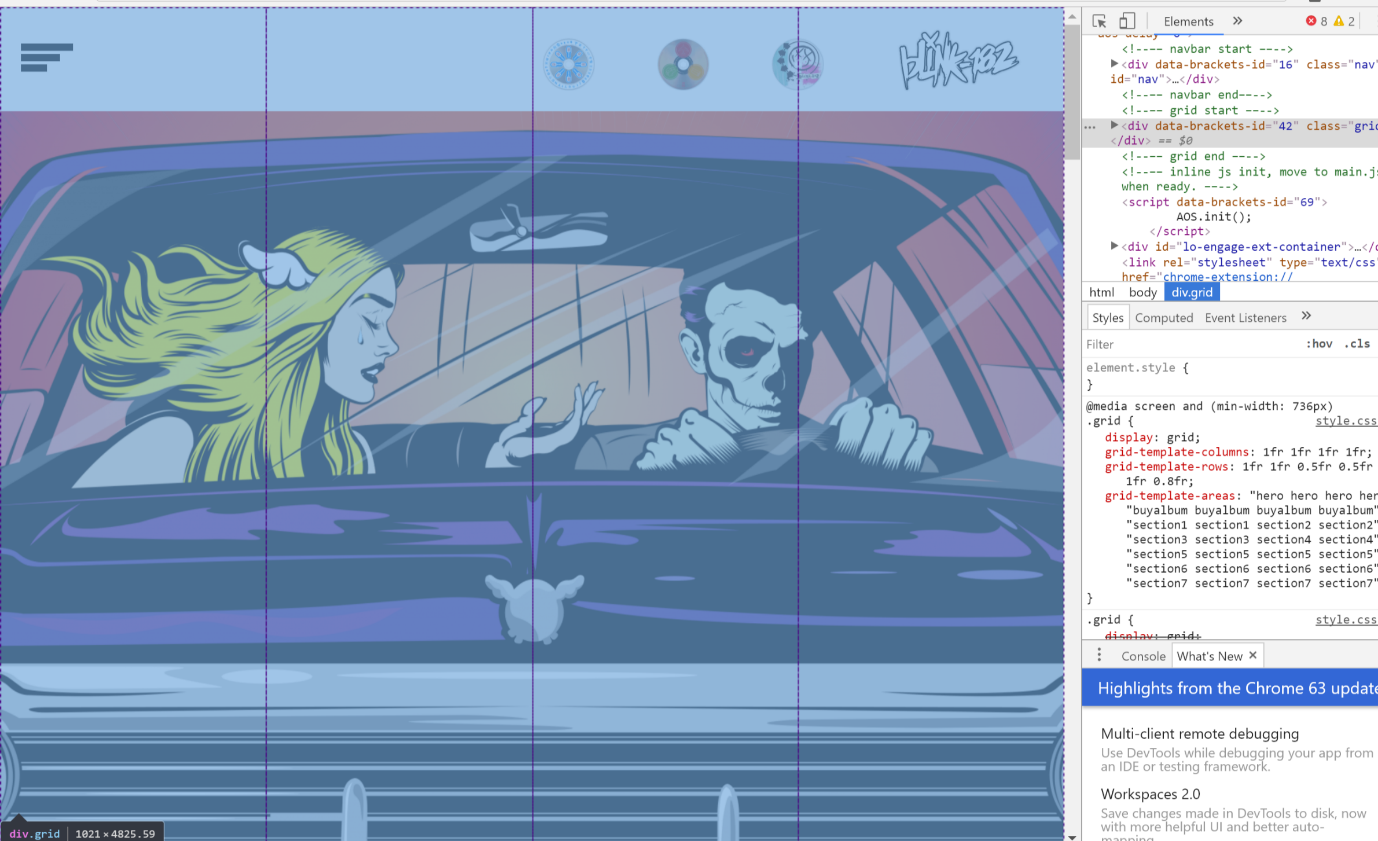 blink-182
div.grid 1021 × 4825.59
Elements » 8 2
aos-delay="0"
<!---- navbar start ---->
<div data-brackets-id="16" class="nav"
id="nav">…</div>
<!---- navbar end---->
<!---- grid start ---->
… <div data-brackets-id="42" class="grid
</div> == $0
<!---- grid end ---->
<!---- inline js init, move to main.js
when ready. ---->
<script data-brackets-id="69">
AOS.init();
</script>
<div id="lo-engage-ext-container">…</d
<link rel="stylesheet" type="text/css"
href="chrome-extension://
html body div.grid
Styles Computed Event Listeners »
Filter :hov .cls
element.style {
}
@media screen and (min-width: 736px)
.grid { style.css
display: grid;
grid-template-columns: 1fr 1fr 1fr 1fr;
grid-template-rows: 1fr 1fr 0.5fr 0.5fr
1fr 0.8fr;
grid-template-areas: "hero hero hero her
"buyalbum buyalbum buyalbum buyalbum"
"section1 section1 section2 section2"
"section3 section3 section4 section4"
"section5 section5 section5 section5"
"section6 section6 section6 section6"
"section7 section7 section7 section7"
}
.grid { style.css
display: grid;
Console What's New ×
Highlights from the Chrome 63 update
Multi-client remote debugging
Use DevTools while debugging your app from
an IDE or testing framework.
Workspaces 2.0
Save changes made in DevTools to disk, now
with more helpful UI and better auto-
mapping.